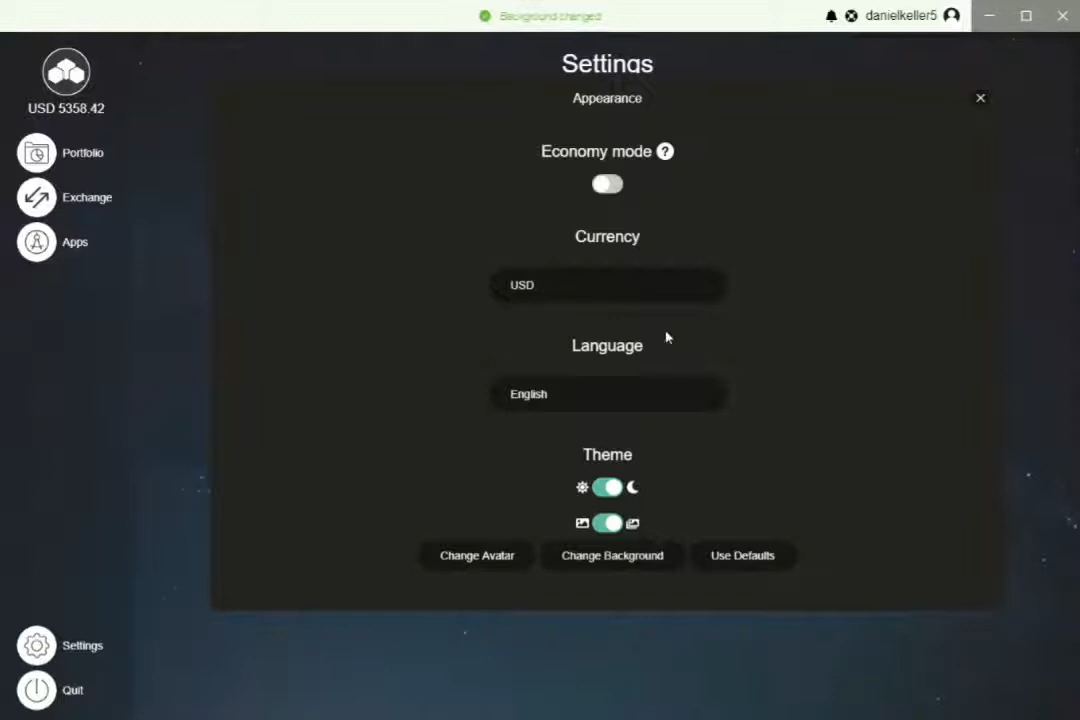 Background changed
danielkeller5
Settings
USD 5358.42
Appearance
Portfolio
Economy mode ?
Exchange
Currency
Apps
USD
Language
English
Theme
Change Avatar Change Background Use Defaults
Settings
Quit